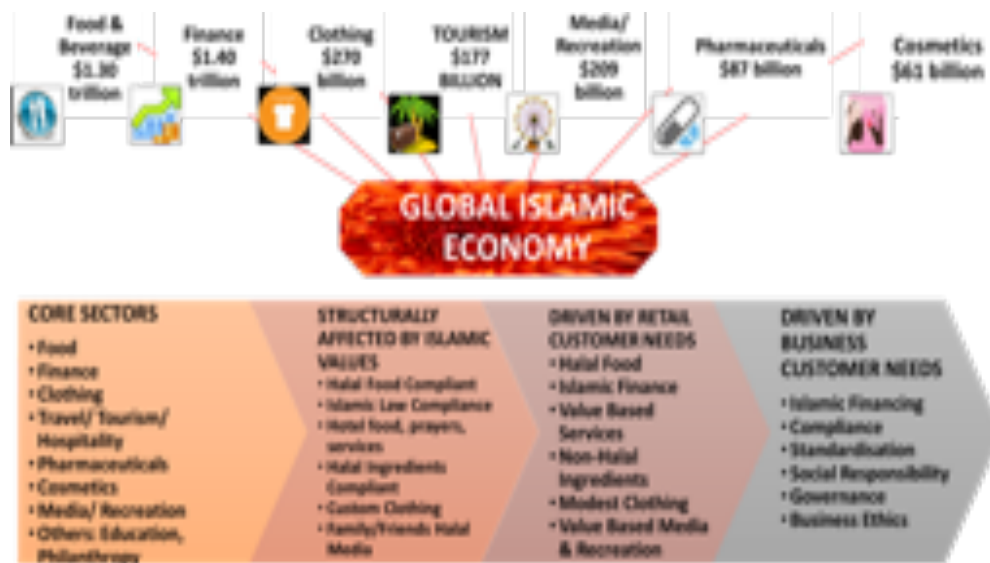 Food &
Beverage
$1.30
trillion
Finance
$1.40
trillion
Clothing
$270
billion
TOURISM
$177
BILLION
Media/
Recreation
$209
billion
Pharmaceuticals
$87 billion
Cosmetics
$61 billion
GLOBAL ISLAMIC
ECONOMY
CORE SECTORS
• Food
• Finance
• Clothing
• Travel/ Tourism/
Hospitality
• Pharmaceuticals
• Cosmetics
• Media/ Recreation
• Others: Education,
Philanthropy
STRUCTURALLY
AFFECTED BY ISLAMIC
VALUES
• Halal Food Compliant
• Islamic Law Compliance
• Hotel food, prayers,
services
• Halal Ingredients
Compliant
• Custom Clothing
• Family/Friends Halal
Media
DRIVEN BY RETAIL
CUSTOMER NEEDS
• Halal Food
• Islamic Finance
• Value Based
Services
• Non-Halal
Ingredients
• Modest Clothing
• Value Based Media
& Recreation
DRIVEN BY
BUSINESS
CUSTOMER NEEDS
• Islamic Financing
• Compliance
• Standardisation
• Social Responsibility
• Governance
• Business Ethics